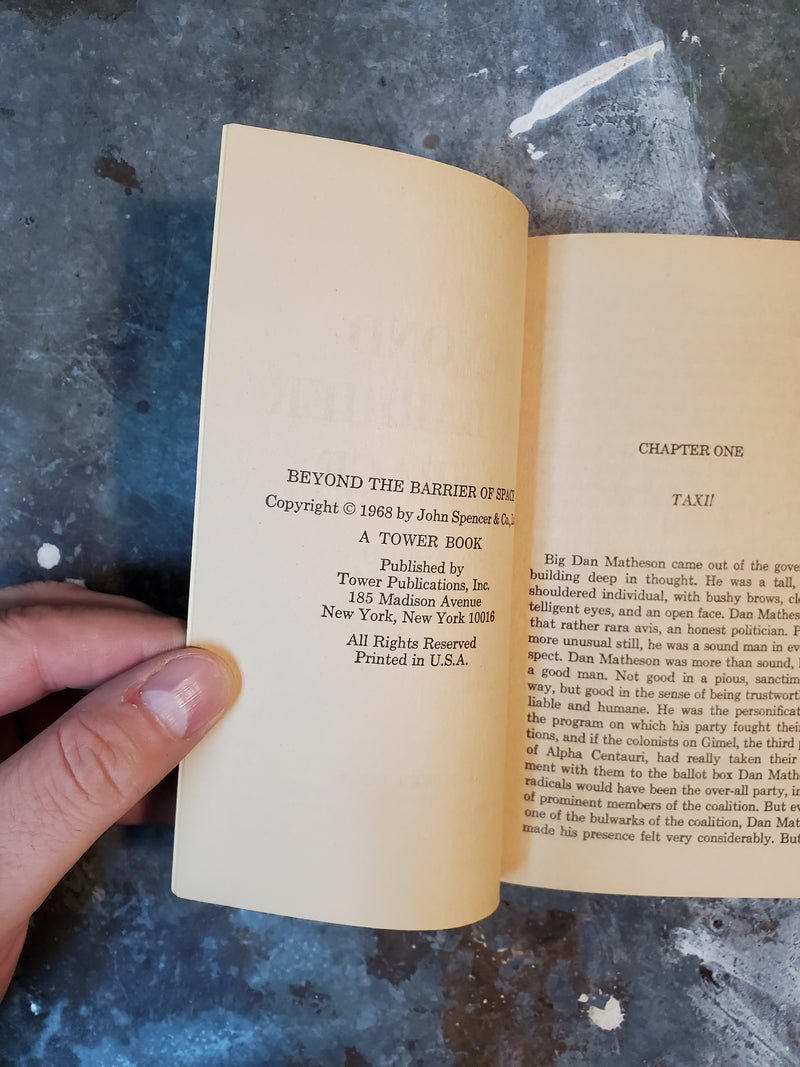 BEYOND THE BARRIER OF SPACE
Copyright © 1968 by John Spencer & Co,
A TOWER BOOK
Published by
Tower Publications, Inc.
185 Madison Avenue
New York, New York 10016
All Rights Reserved
Printed in U.S.A.
CHAPTER ONE
TAXI!
Big Dan Matheson came out of the gove
building deep in thought. He was a tall,
shouldered individual, with bushy brows, cle
telligent eyes, and an open face. Dan Mathes
that rather rara avis, an honest politician.
more unusual still, he was a sound man in ev
spect. Dan Matheson was more than sound,
a good man. Not good in a pious, sanctim
way, but good in the sense of being trustwort
liable and humane. He was the personificat
the program on which his party fought thei
tions, and if the colonists on Gimel, the third
of Alpha Centauri, had really taken their
ment with them to the ballot box Dan Math
radicals would have been the over-all party, in
of prominent members of the coalition. But ev
one of the bulwarks of the coalition, Dan Mat
made his presence felt very considerably. But